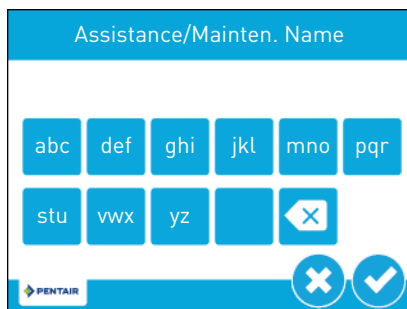 Assistance/Mainten. Name
abc def ghi jkl mno pqr
stu vwx yz
PENTAIR